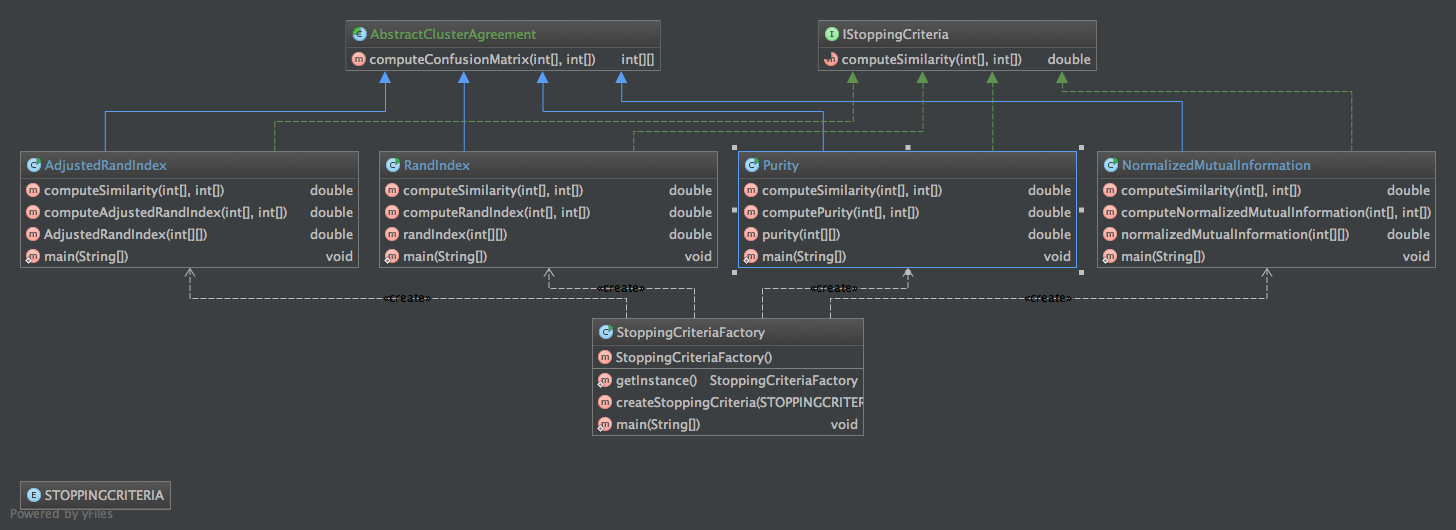 AbstractClusterAgreement
computeConfusionMatrix(int[], int[]) int[][]
IStoppingCriteria
computeSimilarity(int[], int[]) double
AdjustedRandIndex
computeSimilarity(int[], int[]) double
computeAdjustedRandIndex(int[], int[]) double
AdjustedRandIndex(int[][]) double
main(String[]) void
RandIndex
computeSimilarity(int[], int[]) double
computeRandIndex(int[], int[]) double
randIndex(int[][]) double
main(String[]) void
Purity
computeSimilarity(int[], int[]) double
computePurity(int[], int[]) double
purity(int[][]) double
main(String[]) void
NormalizedMutualInformation
computeSimilarity(int[], int[]) double
computeNormalizedMutualInformation(int[], int[])
normalizedMutualInformation(int[][]) double
main(String[]) void
«create»
«create»
«create»
«create»
StoppingCriteriaFactory
StoppingCriteriaFactory()
getInstance() StoppingCriteriaFactory
createStoppingCriteria(STOPPINGCRITER
main(String[]) void
STOPPINGCRITERIA
Powered by yFiles